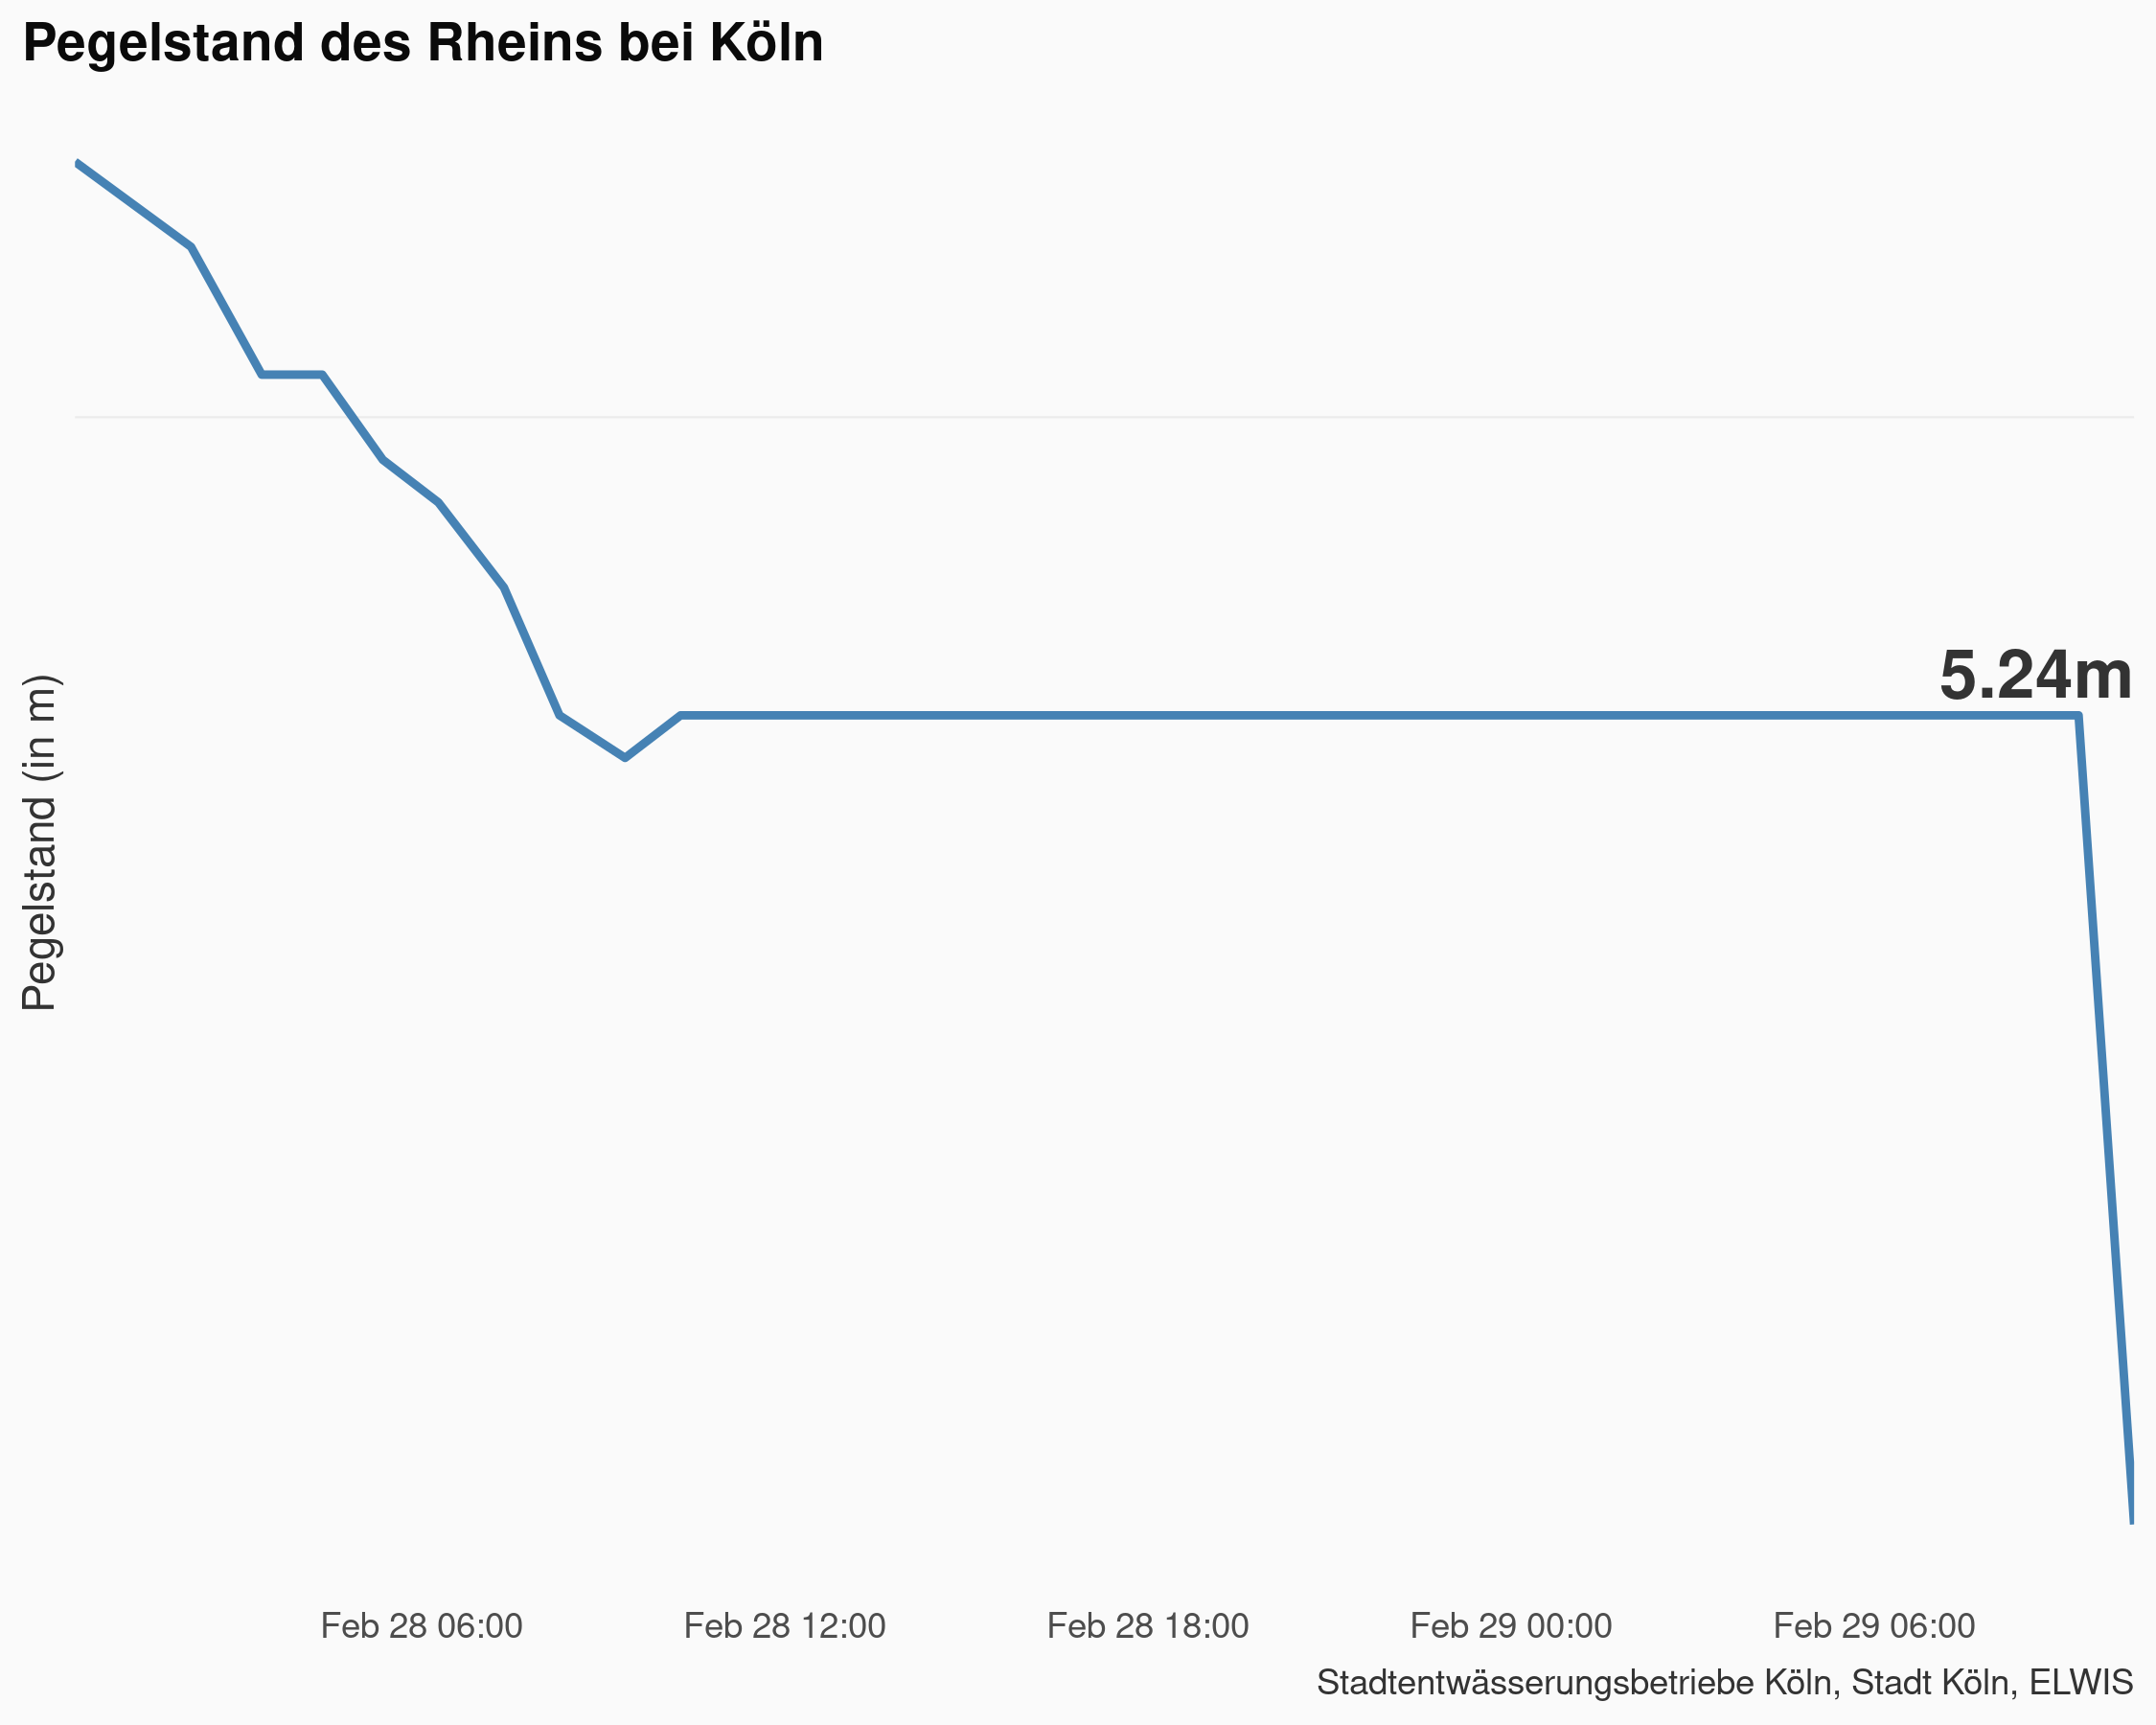 Pegelstand des Rheins bei Köln
Pegelstand (in m)
5.24m
Feb 28 06:00 Feb 28 12:00 Feb 28 18:00 Feb 29 00:00 Feb 29 06:00
Stadtentwässerungsbetriebe Köln, Stadt Köln, ELWIS